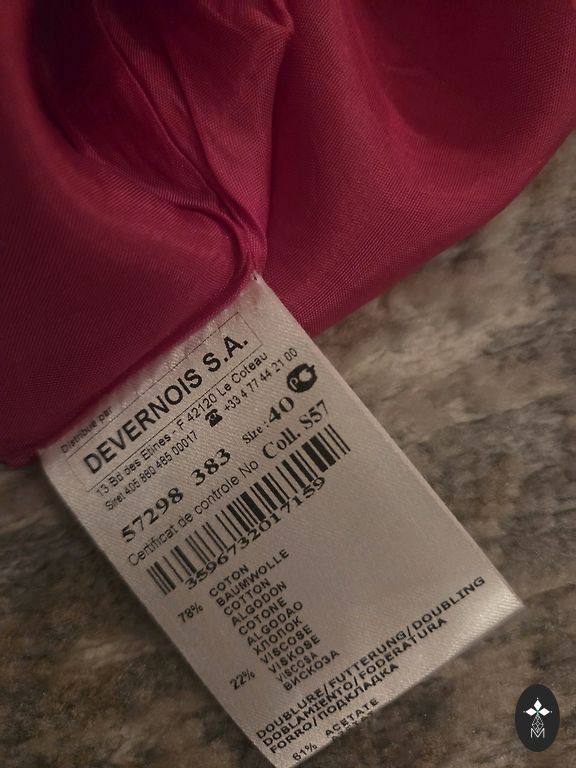 Distribué par
DEVERNOIS S.A.
13 Bd des Etines - F 42120 Le Coteau
Siret 405 880 485 00017 ☎ +33 4 77 44 21 00
57298 383 Size: 40
Certificat de controle No Coll. S57
3596732017159
78% COTON
BAUMWOLLE
COTTON
ALGODON
COTONE
ALGODAO
ХЛОПОК
22% VISCOSE
VISKOSE
VISCOSA
ВИСКОЗА
DOUBLURE/FUTTERUNG/DOUBLING
DOBLAMIENTO/FODERATURA
FORRO/ПОДКЛАДКА
61% ACETATE
M